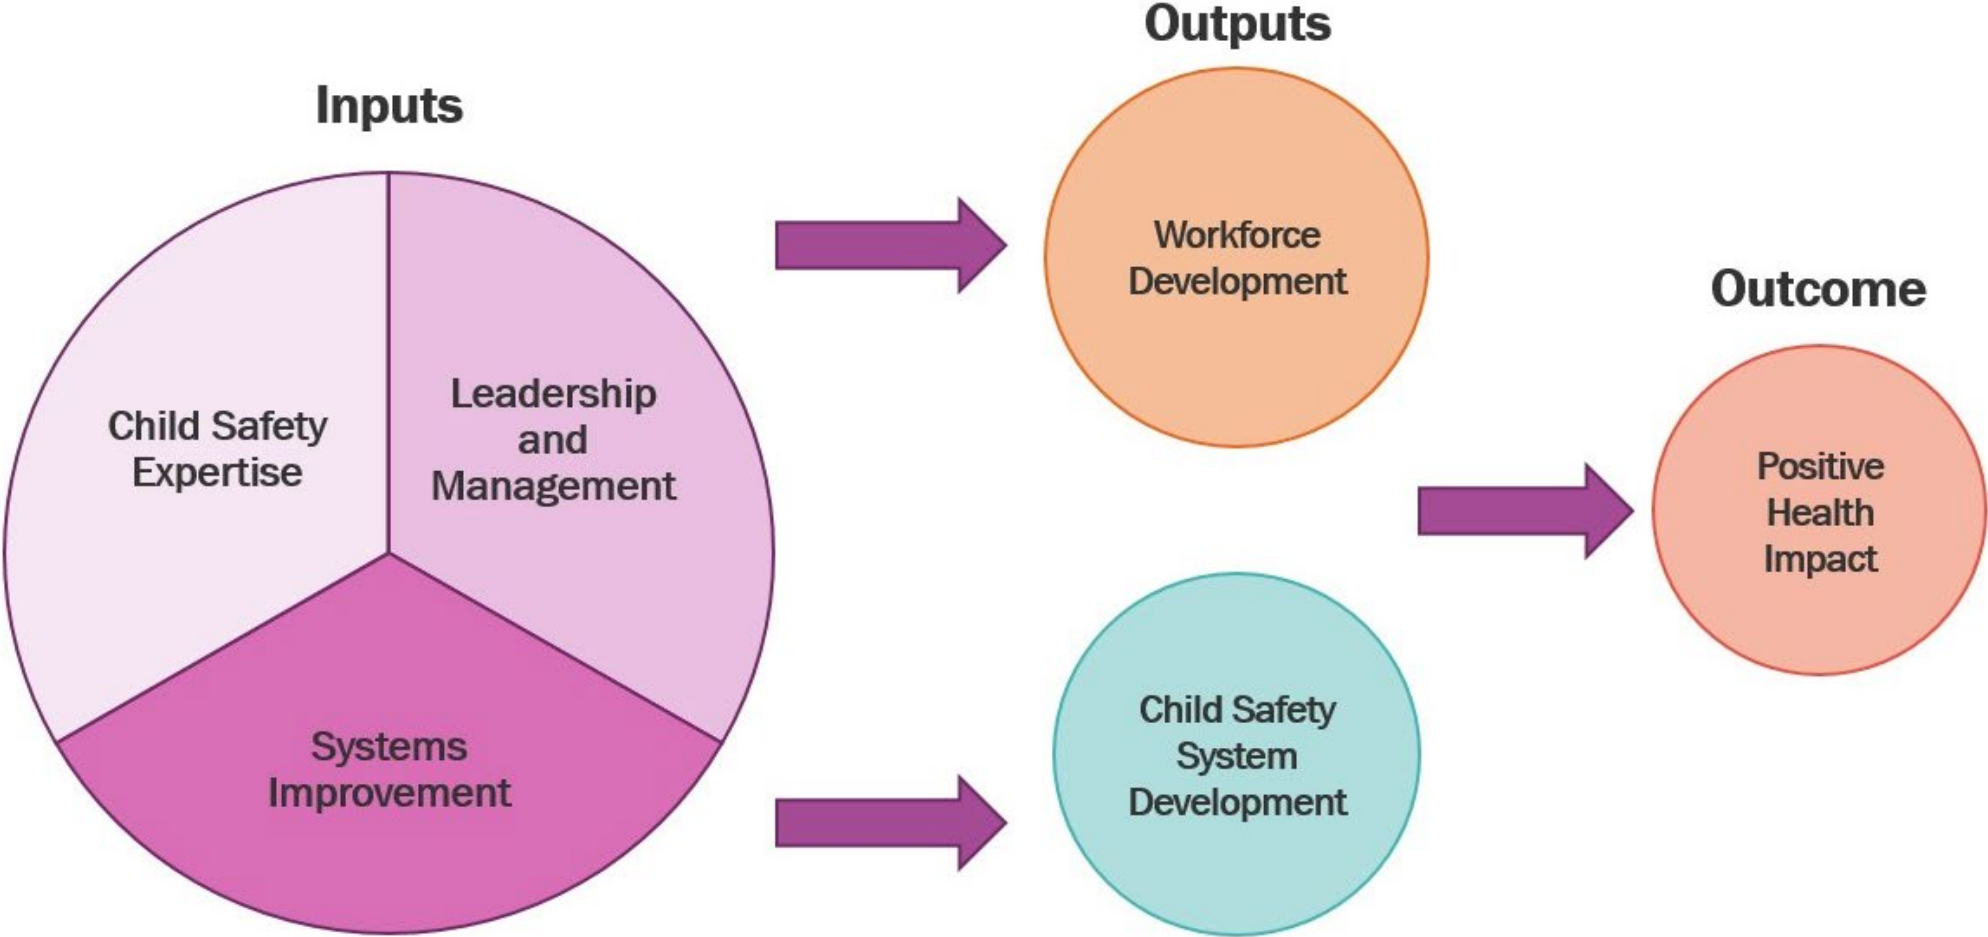 Inputs
Child Safety
Expertise
Leadership
and
Management
Systems
Improvement
Outputs
Workforce
Development
Child Safety
System
Development
Outcome
Positive
Health
Impact